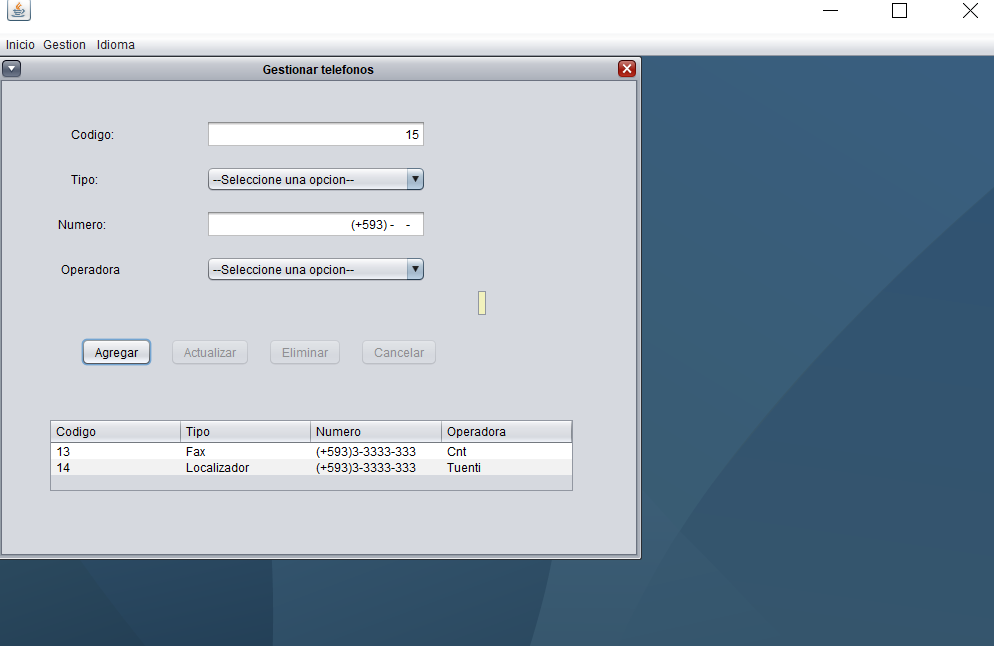 Inicio Gestion Idioma
Gestionar telefonos
Codigo: 15
Tipo: --Seleccione una opcion--
Numero: (+593) -   -
Operadora --Seleccione una opcion--
Agregar Actualizar Eliminar Cancelar
Codigo Tipo Numero Operadora
13 Fax (+593)3-3333-333 Cnt
14 Localizador (+593)3-3333-333 Tuenti